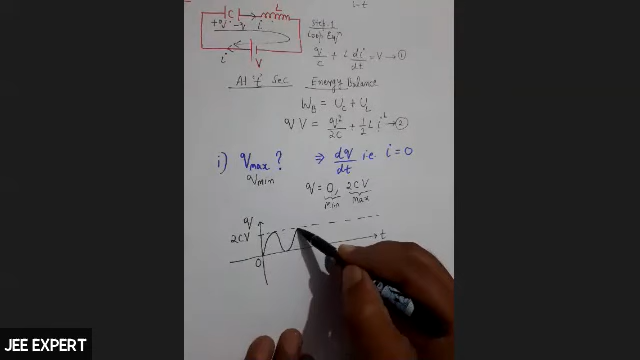 i-t
+q C -q i L
i V
Step-1
Loop Eqn
q/C + L di/dt = V → ①
At 't' Sec Energy Balance
W_B = U_C + U_L
qV = q²/2C + 1/2 L i² → ②
i) q_max ? ⇒ dq/dt i.e. i = 0
q_min q = 0, 2CV
min max
q
2CV
t
0
JEE EXPERT